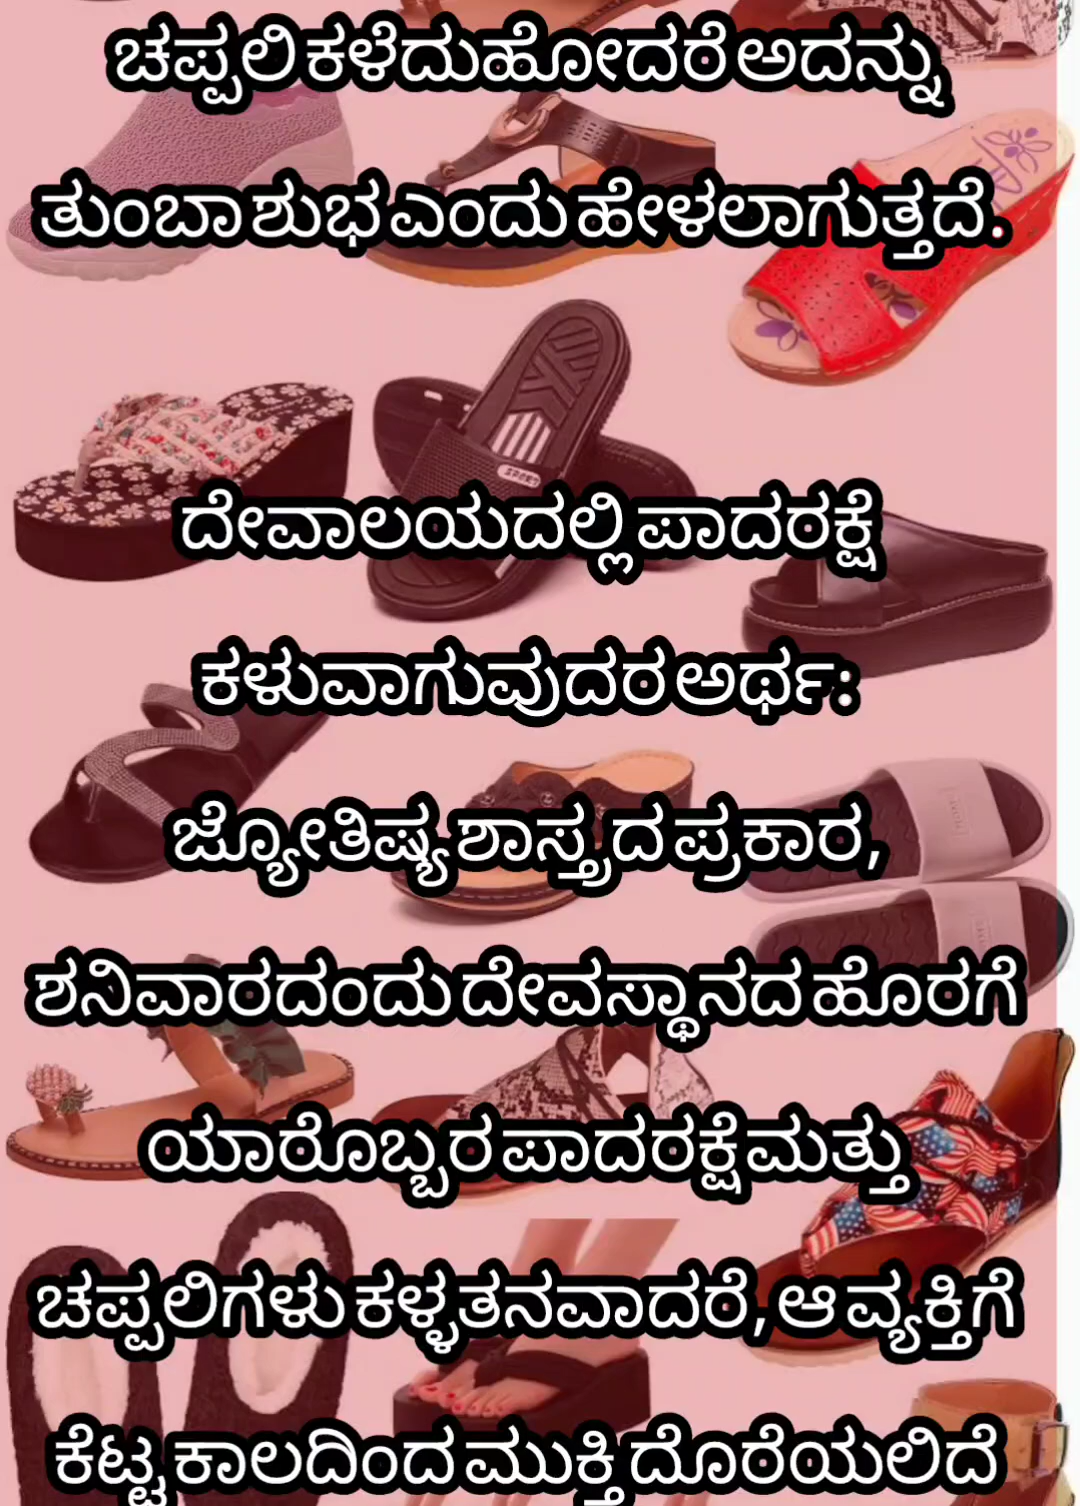 ಚಪ್ಪಲಿ ಕಳೆದುಹೋದರೆ ಅದನ್ನು
ತುಂಬಾ ಶುಭ ಎಂದು ಹೇಳಲಾಗುತ್ತದೆ.
ದೇವಾಲಯದಲ್ಲಿ ಪಾದರಕ್ಷೆ
ಕಳುವಾಗುವುದರ ಅರ್ಥ:
ಜ್ಯೋತಿಷ್ಯ ಶಾಸ್ತ್ರದ ಪ್ರಕಾರ,
ಶನಿವಾರದಂದು ದೇವಸ್ಥಾನದ ಹೊರಗೆ
ಯಾರೊಬ್ಬರ ಪಾದರಕ್ಷೆ ಮತ್ತು
ಚಪ್ಪಲಿಗಳು ಕಳ್ಳತನವಾದರೆ, ಆ ವ್ಯಕ್ತಿಗೆ
ಕೆಟ್ಟ ಕಾಲದಿಂದ ಮುಕ್ತಿ ದೊರೆಯಲಿದೆ